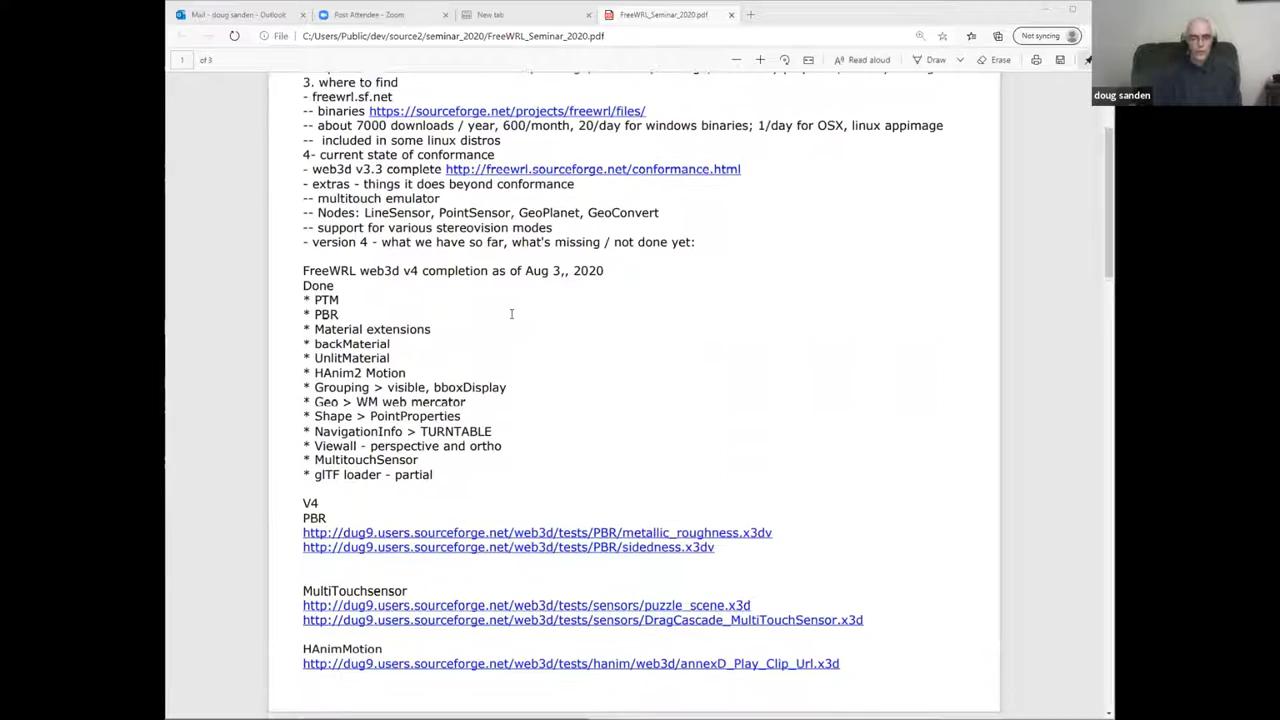 Mail - doug sanden - Outlook
Post Attendee - Zoom
New tab
FreeWRL_Seminar_2020.pdf
File
C:/Users/Public/dev/source2/seminar_2020/FreeWRL_Seminar_2020.pdf
Not syncing
1 of 3
Read aloud
Draw
Erase
doug sanden
3. where to find
- freewrl.sf.net
-- binaries https://sourceforge.net/projects/freewrl/files/
-- about 7000 downloads / year, 600/month, 20/day for windows binaries; 1/day for OSX, linux appimage
-- included in some linux distros
4- current state of conformance
- web3d v3.3 complete http://freewrl.sourceforge.net/conformance.html
- extras - things it does beyond conformance
-- multitouch emulator
-- Nodes: LineSensor, PointSensor, GeoPlanet, GeoConvert
-- support for various stereovision modes
- version 4 - what we have so far, what's missing / not done yet:
FreeWRL web3d v4 completion as of Aug 3,, 2020
Done
* PTM
* PBR
* Material extensions
* backMaterial
* UnlitMaterial
* HAnim2 Motion
* Grouping > visible, bboxDisplay
* Geo > WM web mercator
* Shape > PointProperties
* NavigationInfo > TURNTABLE
* Viewall - perspective and ortho
* MultitouchSensor
* glTF loader - partial
V4
PBR
http://dug9.users.sourceforge.net/web3d/tests/PBR/metallic_roughness.x3dv
http://dug9.users.sourceforge.net/web3d/tests/PBR/sidedness.x3dv
MultiTouchsensor
http://dug9.users.sourceforge.net/web3d/tests/sensors/puzzle_scene.x3d
http://dug9.users.sourceforge.net/web3d/tests/sensors/DragCascade_MultiTouchSensor.x3d
HAnimMotion
http://dug9.users.sourceforge.net/web3d/tests/hanim/web3d/annexD_Play_Clip_Url.x3d